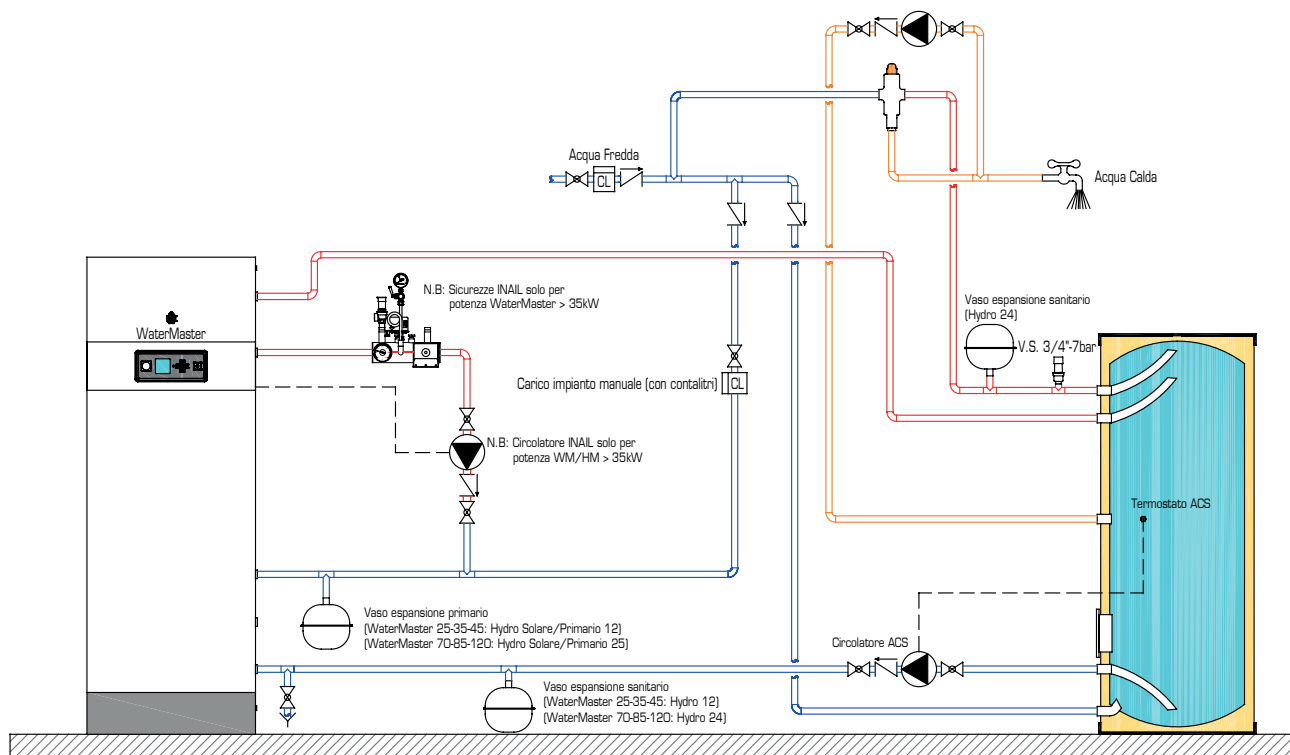 Acqua Fredda
CL
Acqua Calda
N.B: Sicurezze INAIL solo per
potenza WaterMaster > 35kW
Vaso espansione sanitario
(Hydro 24)
V.S. 3/4"-7bar
WaterMaster
Carico impianto manuale (con contalitri)
CL
N.B: Circolatore INAIL solo per
potenza WM/HM > 35kW
Termostato ACS
Vaso espansione primario
(WaterMaster 25-35-45: Hydro Solare/Primario 12)
(WaterMaster 70-85-120: Hydro Solare/Primario 25)
Circolatore ACS
Vaso espansione sanitario
(WaterMaster 25-35-45: Hydro 12)
(WaterMaster 70-85-120: Hydro 24)